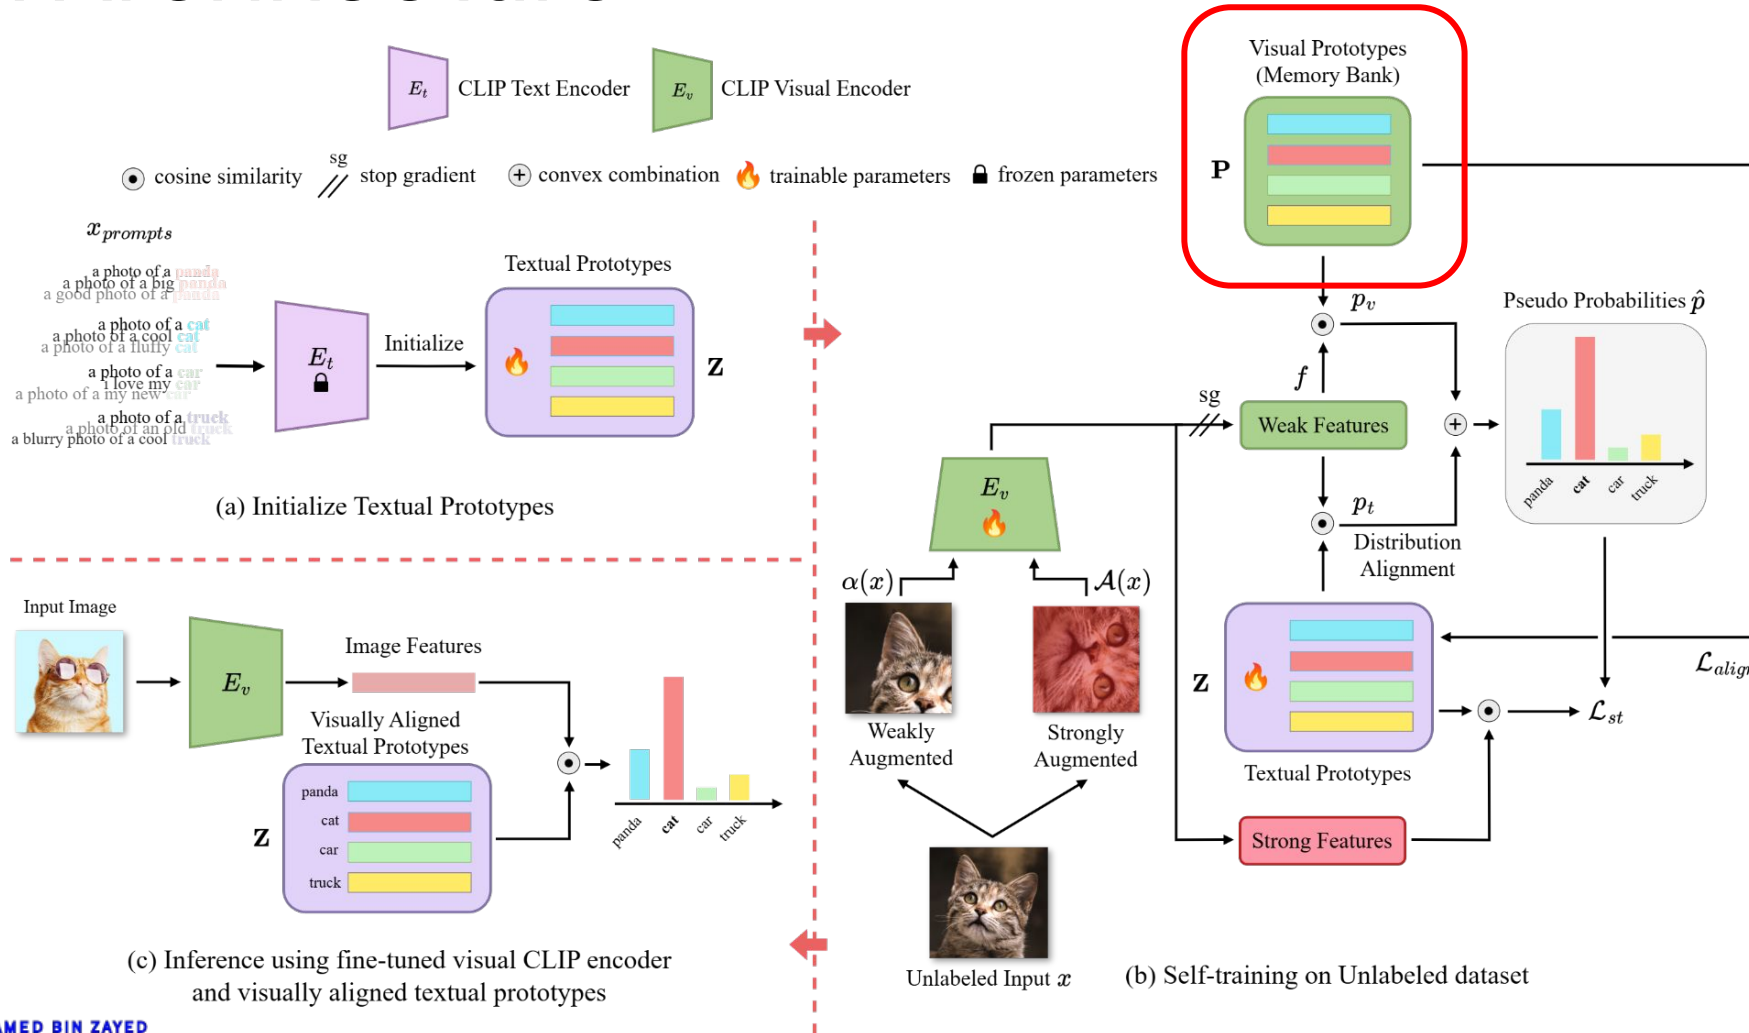 E_t CLIP Text Encoder
E_v CLIP Visual Encoder
cosine similarity
sg
stop gradient
convex combination
trainable parameters
frozen parameters
x_prompts
a photo of a panda
a photo of a big panda
a good photo of a panda
a photo of a cat
a photo of a cool cat
a photo of a fluffy cat
a photo of a car
i love my car
a photo of a my new car
a photo of a truck
a photo of an old truck
a blurry photo of a cool truck
E_t
Initialize
Textual Prototypes
Z
(a) Initialize Textual Prototypes
Input Image
E_v
Image Features
Visually Aligned
Textual Prototypes
Z
panda
cat
car
truck
panda
cat
car
truck
(c) Inference using fine-tuned visual CLIP encoder
and visually aligned textual prototypes
Visual Prototypes
(Memory Bank)
P
p_v
f
sg
Weak Features
Pseudo Probabilities p̂
panda
cat
car
truck
E_v
p_t
Distribution
Alignment
α(x)
𝒜(x)
Weakly
Augmented
Strongly
Augmented
Z
ℒ_align
ℒ_st
Textual Prototypes
Strong Features
Unlabeled Input x
(b) Self-training on Unlabeled dataset
AMED BIN ZAYED